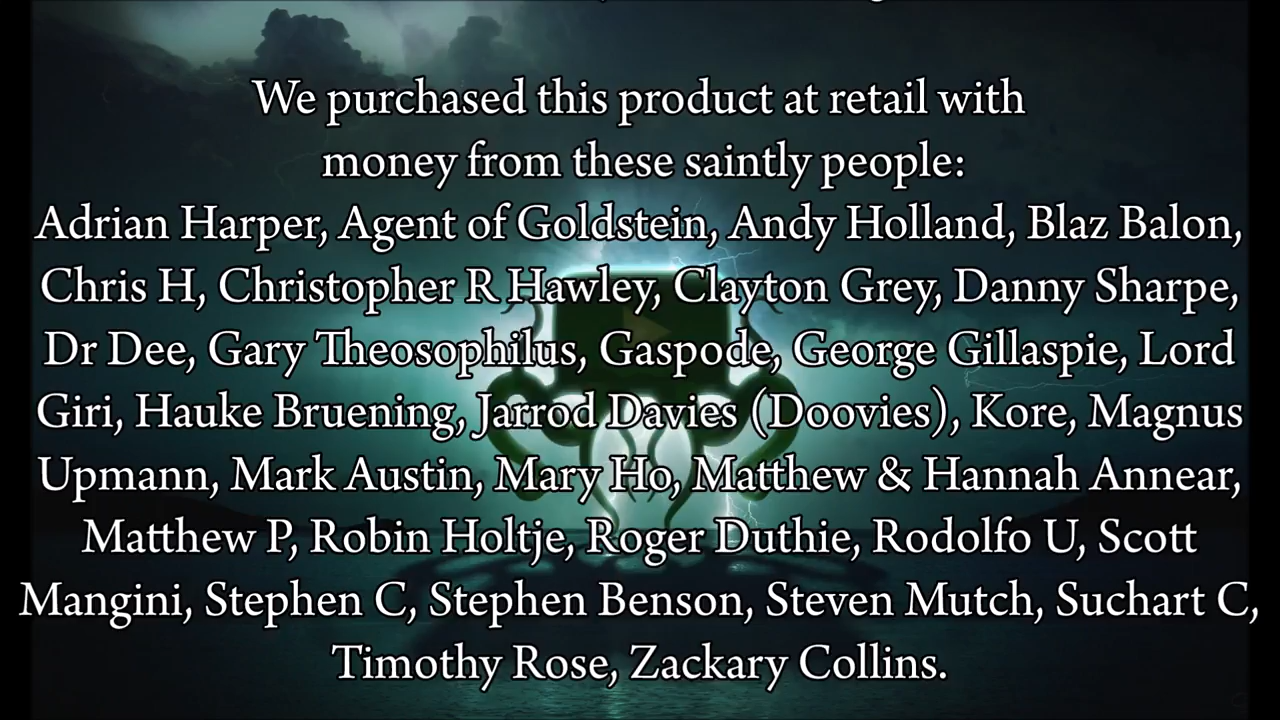 We purchased this product at retail with
money from these saintly people:
Adrian Harper, Agent of Goldstein, Andy Holland, Blaz Balon,
Chris H, Christopher R Hawley, Clayton Grey, Danny Sharpe,
Dr Dee, Gary Theosophilus, Gaspode, George Gillaspie, Lord
Giri, Hauke Bruening, Jarrod Davies (Doovies), Kore, Magnus
Upmann, Mark Austin, Mary Ho, Matthew & Hannah Annear,
Matthew P, Robin Holtje, Roger Duthie, Rodolfo U, Scott
Mangini, Stephen C, Stephen Benson, Steven Mutch, Suchart C,
Timothy Rose, Zackary Collins.